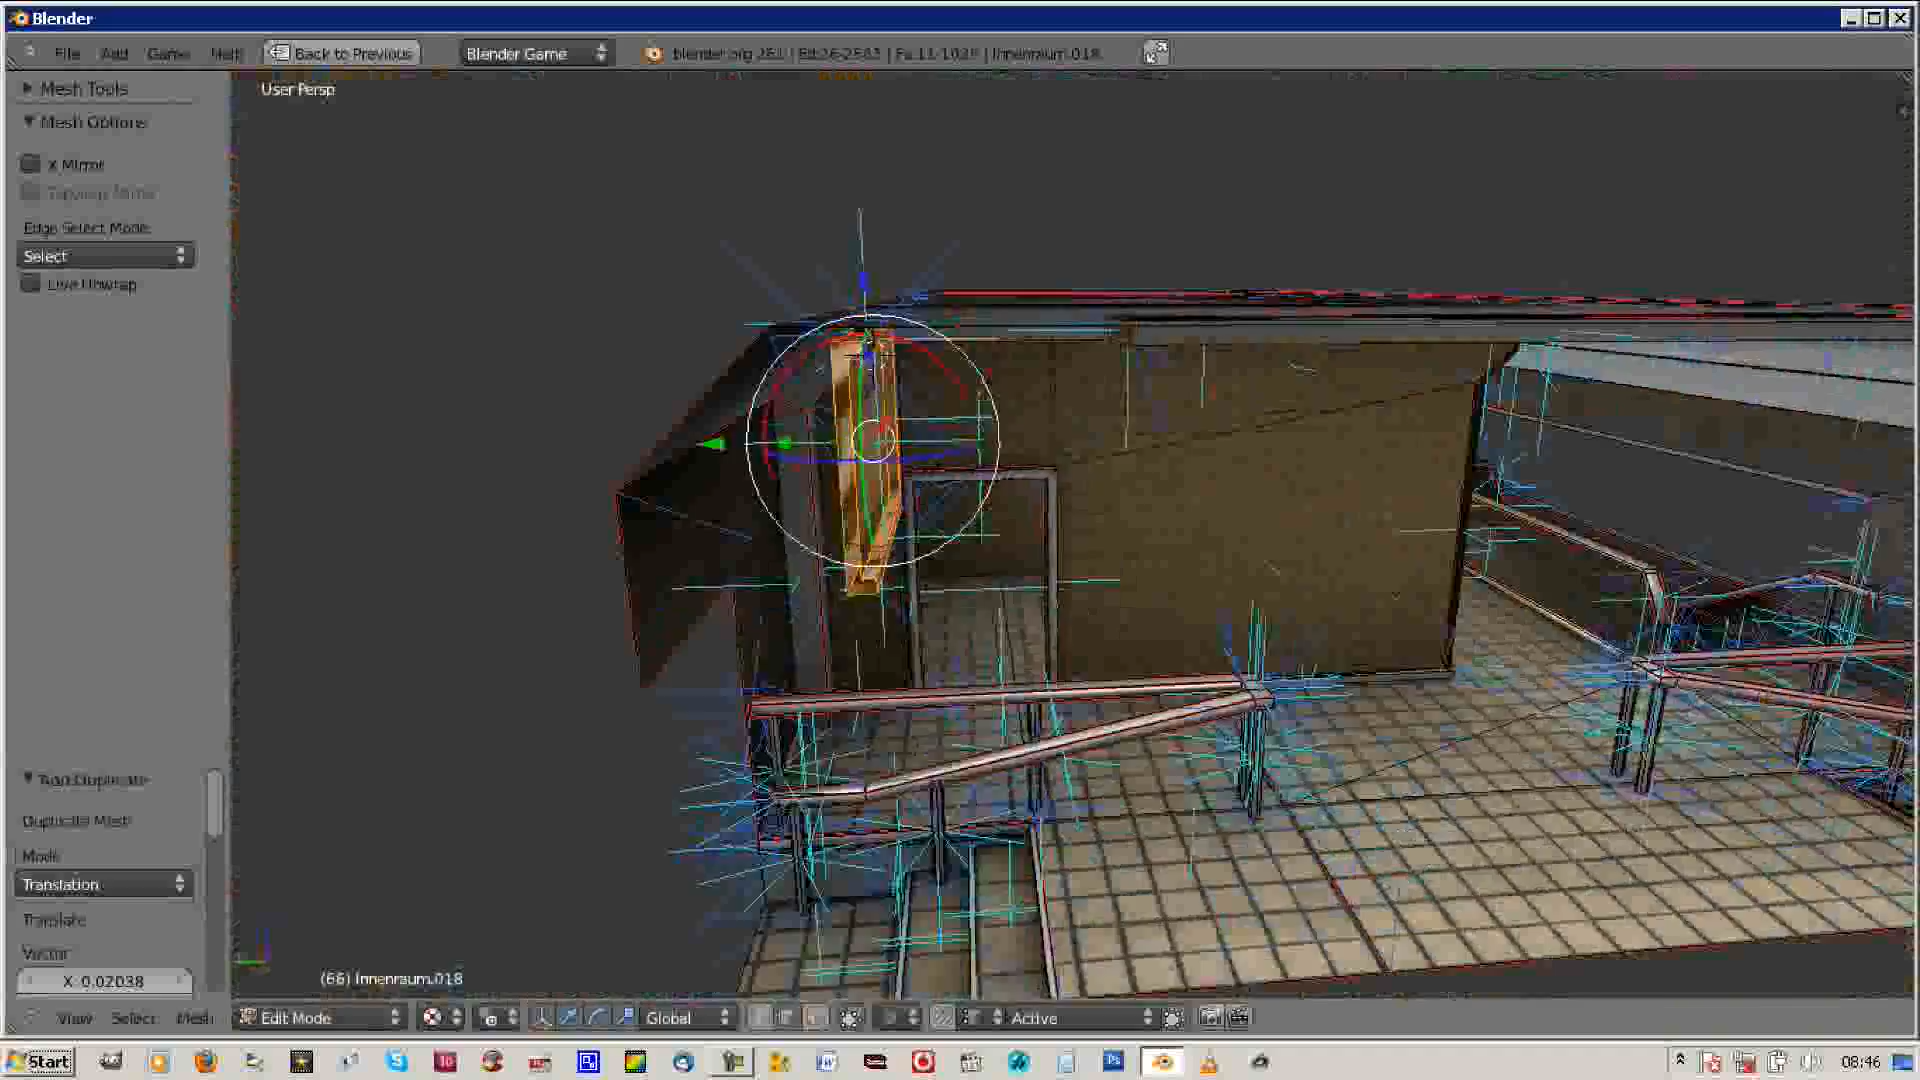 Blender
File Add Game Help Back to Previous Blender Game
Mesh Tools
User Persp
Mesh Options
X Mirror
Edge Select Mode:
Select
Live Unwrap
Add Duplicate
Duplicate Mesh
Mode
Translation
Translate
Vector
X: 0.02038
(66) Innenraum.018
View Select Mesh Edit Mode Global Active
Start 08:46